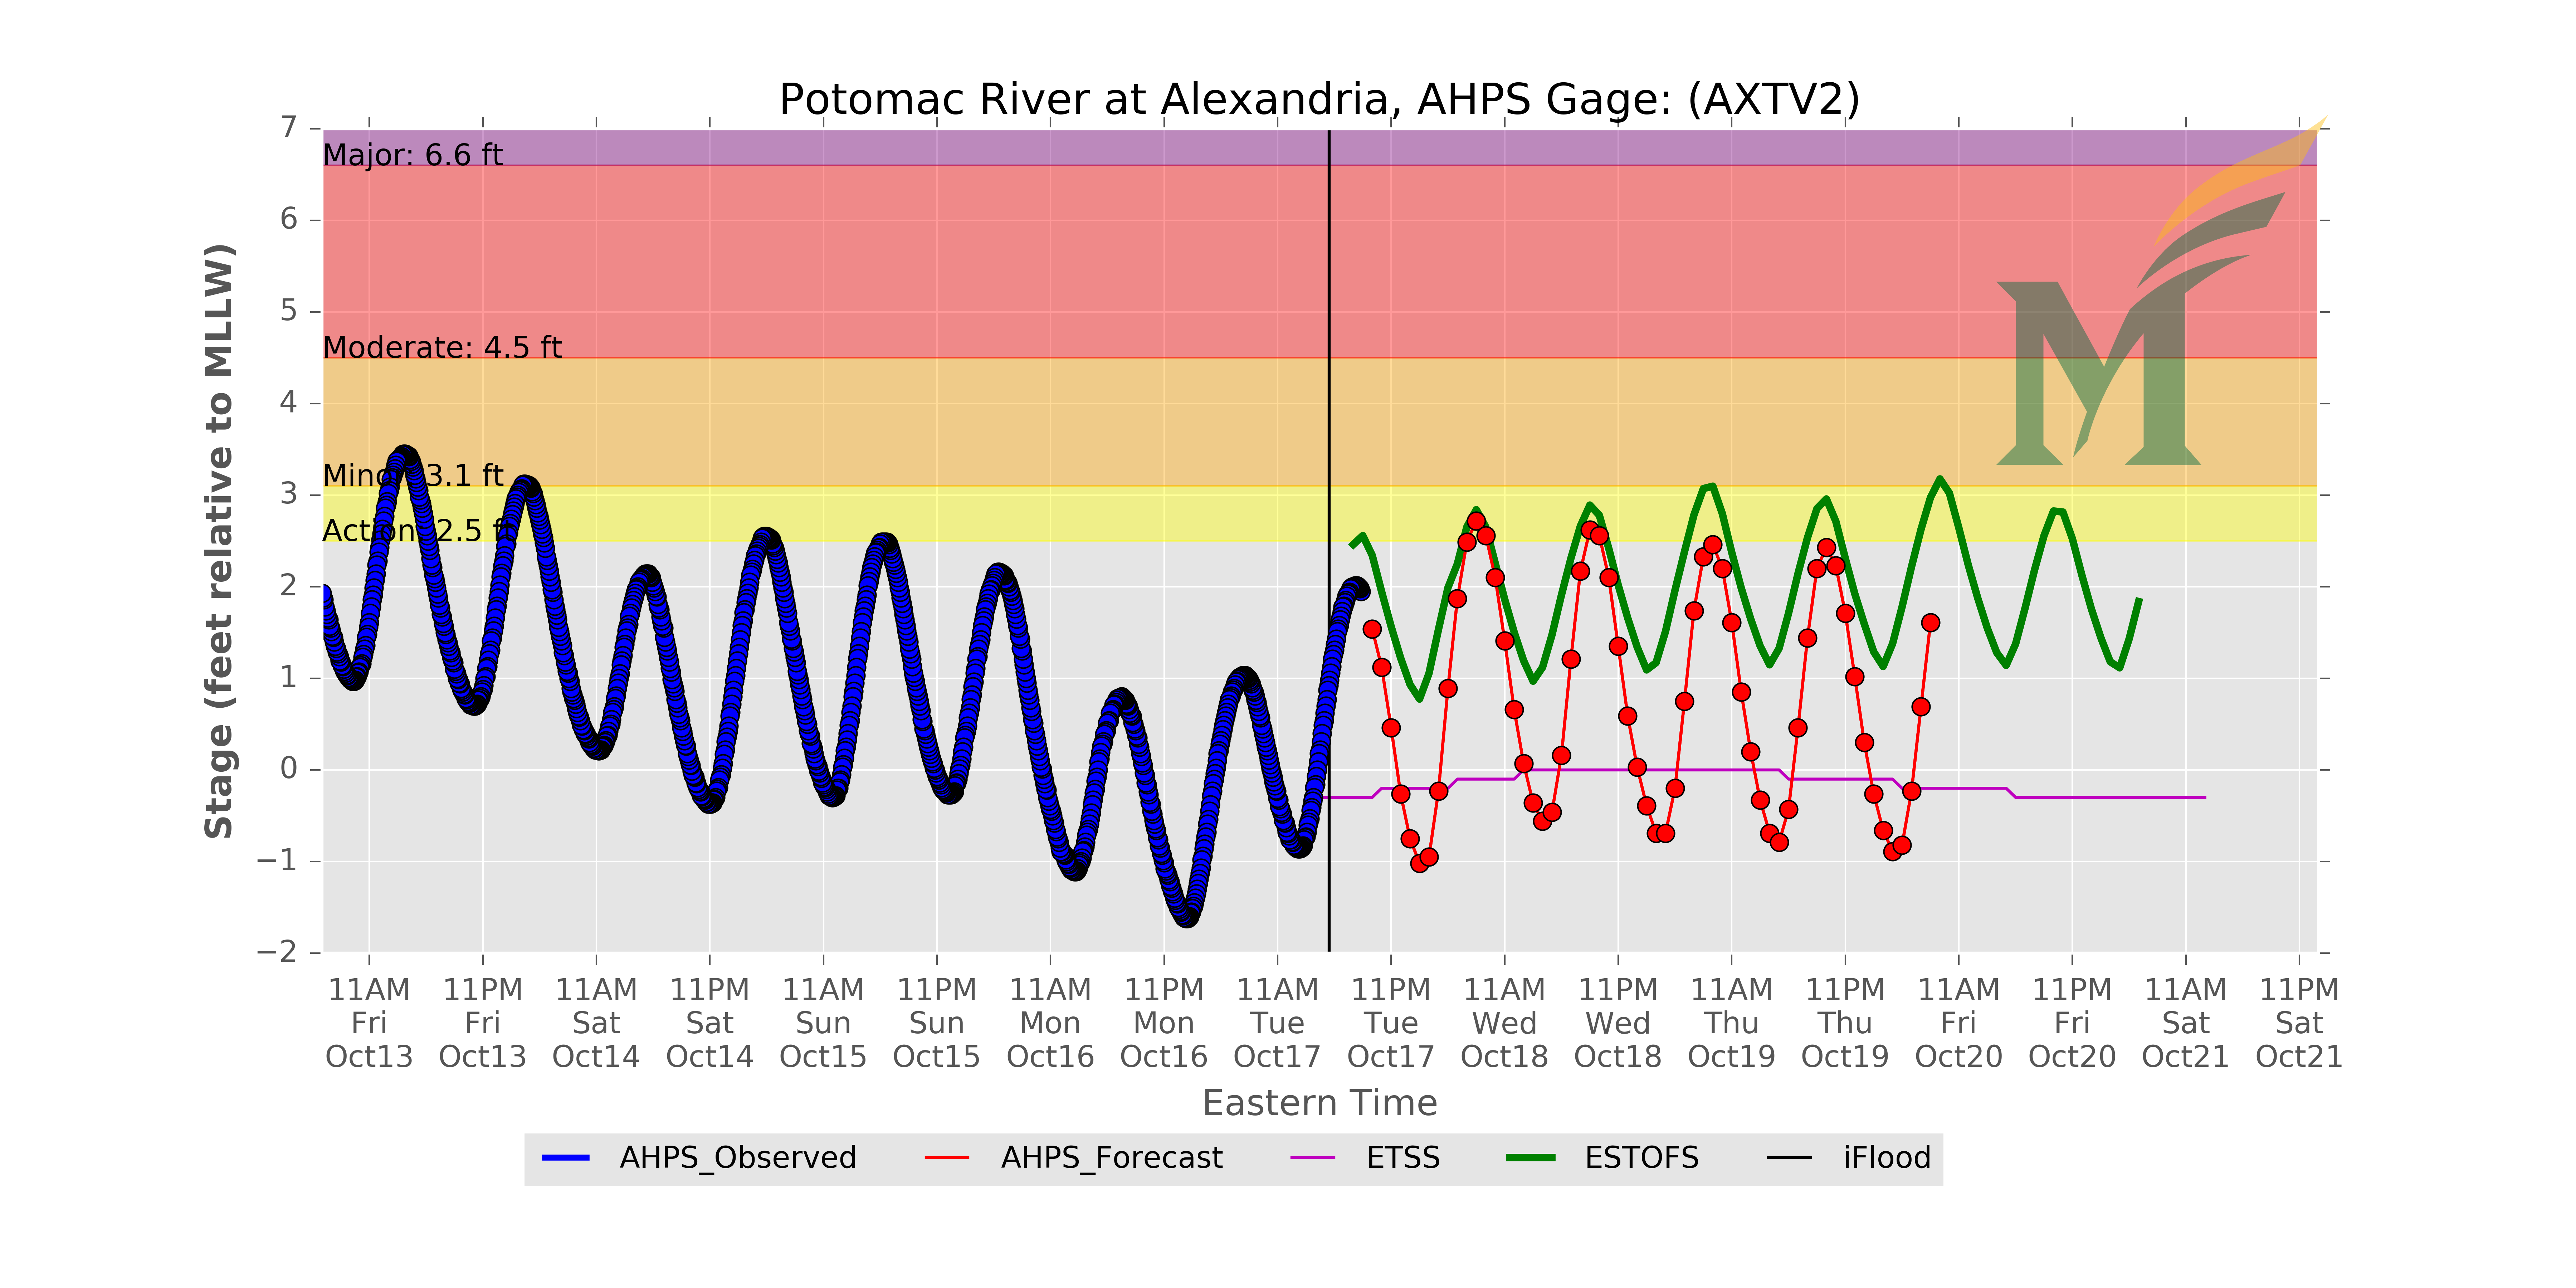 Potomac River at Alexandria, AHPS Gage: (AXTV2)
7
6
5
4
3
2
1
0
−1
−2
Stage (feet relative to MLLW)
Major: 6.6 ft
Moderate: 4.5 ft
Minor: 3.1 ft
Action: 2.5 ft
11AM 11PM 11AM 11PM 11AM 11PM 11AM 11PM 11AM 11PM 11AM 11PM 11AM 11PM 11AM 11PM 11AM 11PM
Fri Fri Sat Sat Sun Sun Mon Mon Tue Tue Wed Wed Thu Thu Fri Fri Sat Sat
Oct13 Oct13 Oct14 Oct14 Oct15 Oct15 Oct16 Oct16 Oct17 Oct17 Oct18 Oct18 Oct19 Oct19 Oct20 Oct20 Oct21 Oct21
Eastern Time
AHPS_Observed AHPS_Forecast ETSS ESTOFS iFlood
M